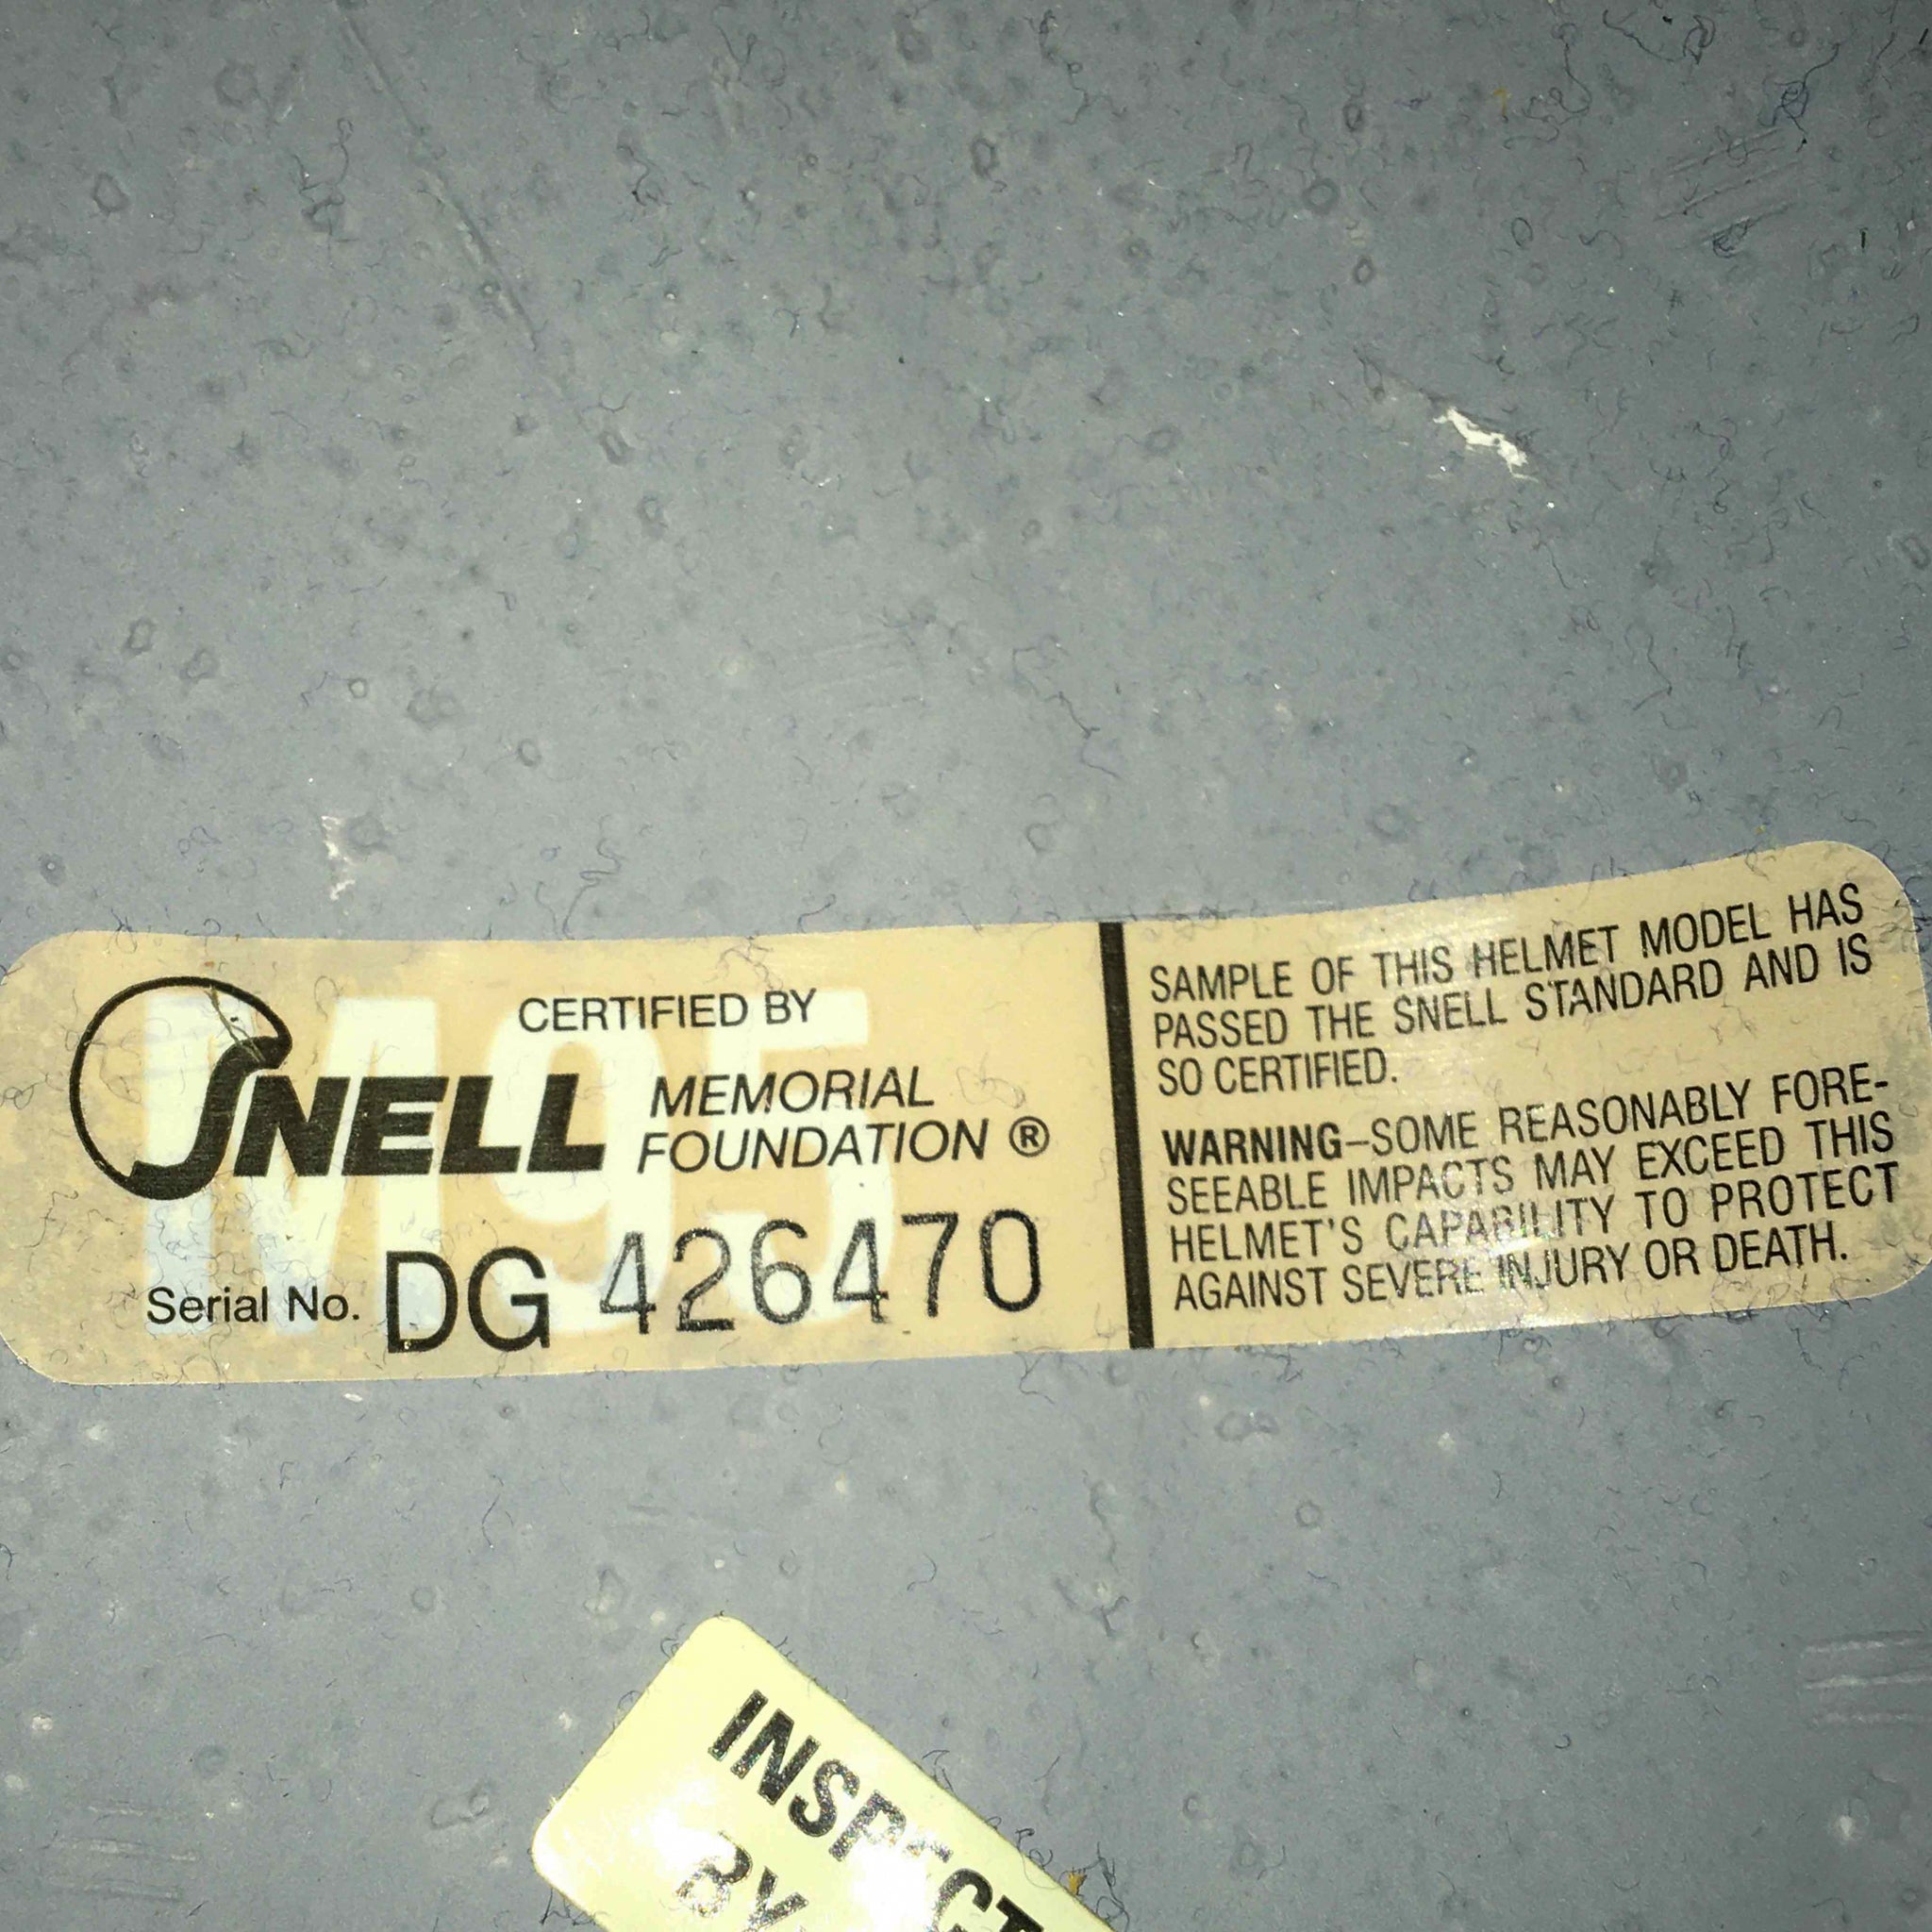 M95
CERTIFIED BY
SNELL MEMORIAL
FOUNDATION ®
Serial No. DG 426470
SAMPLE OF THIS HELMET MODEL HAS
PASSED THE SNELL STANDARD AND IS
SO CERTIFIED.
WARNING–SOME REASONABLY FORE-
SEEABLE IMPACTS MAY EXCEED THIS
HELMET'S CAPABILITY TO PROTECT
AGAINST SEVERE INJURY OR DEATH.
INSPECT
BY